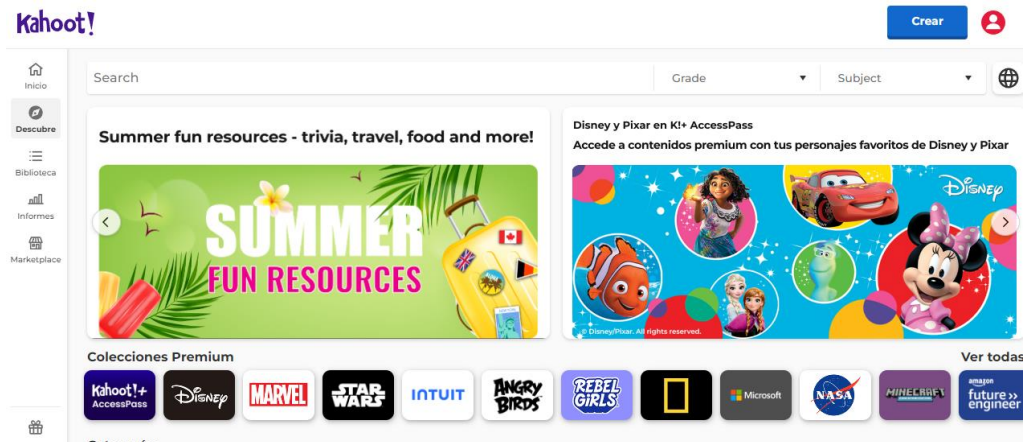 Kahoot!
Crear
Inicio
Descubre
Biblioteca
Informes
Marketplace
Search
Grade
Subject
Summer fun resources - trivia, travel, food and more!
SUMMER
FUN RESOURCES
Disney y Pixar en K!+ AccessPass
Accede a contenidos premium con tus personajes favoritos de Disney y Pixar
Disney
© Disney/Pixar. All rights reserved.
Colecciones Premium
Ver todas
Kahoot!+
AccessPass
Disney
MARVEL
STAR
WARS
INTUIT
ANGRY
BIRDS
REBEL
GIRLS
Microsoft
NASA
MINECRAFT
amazon
future
engineer